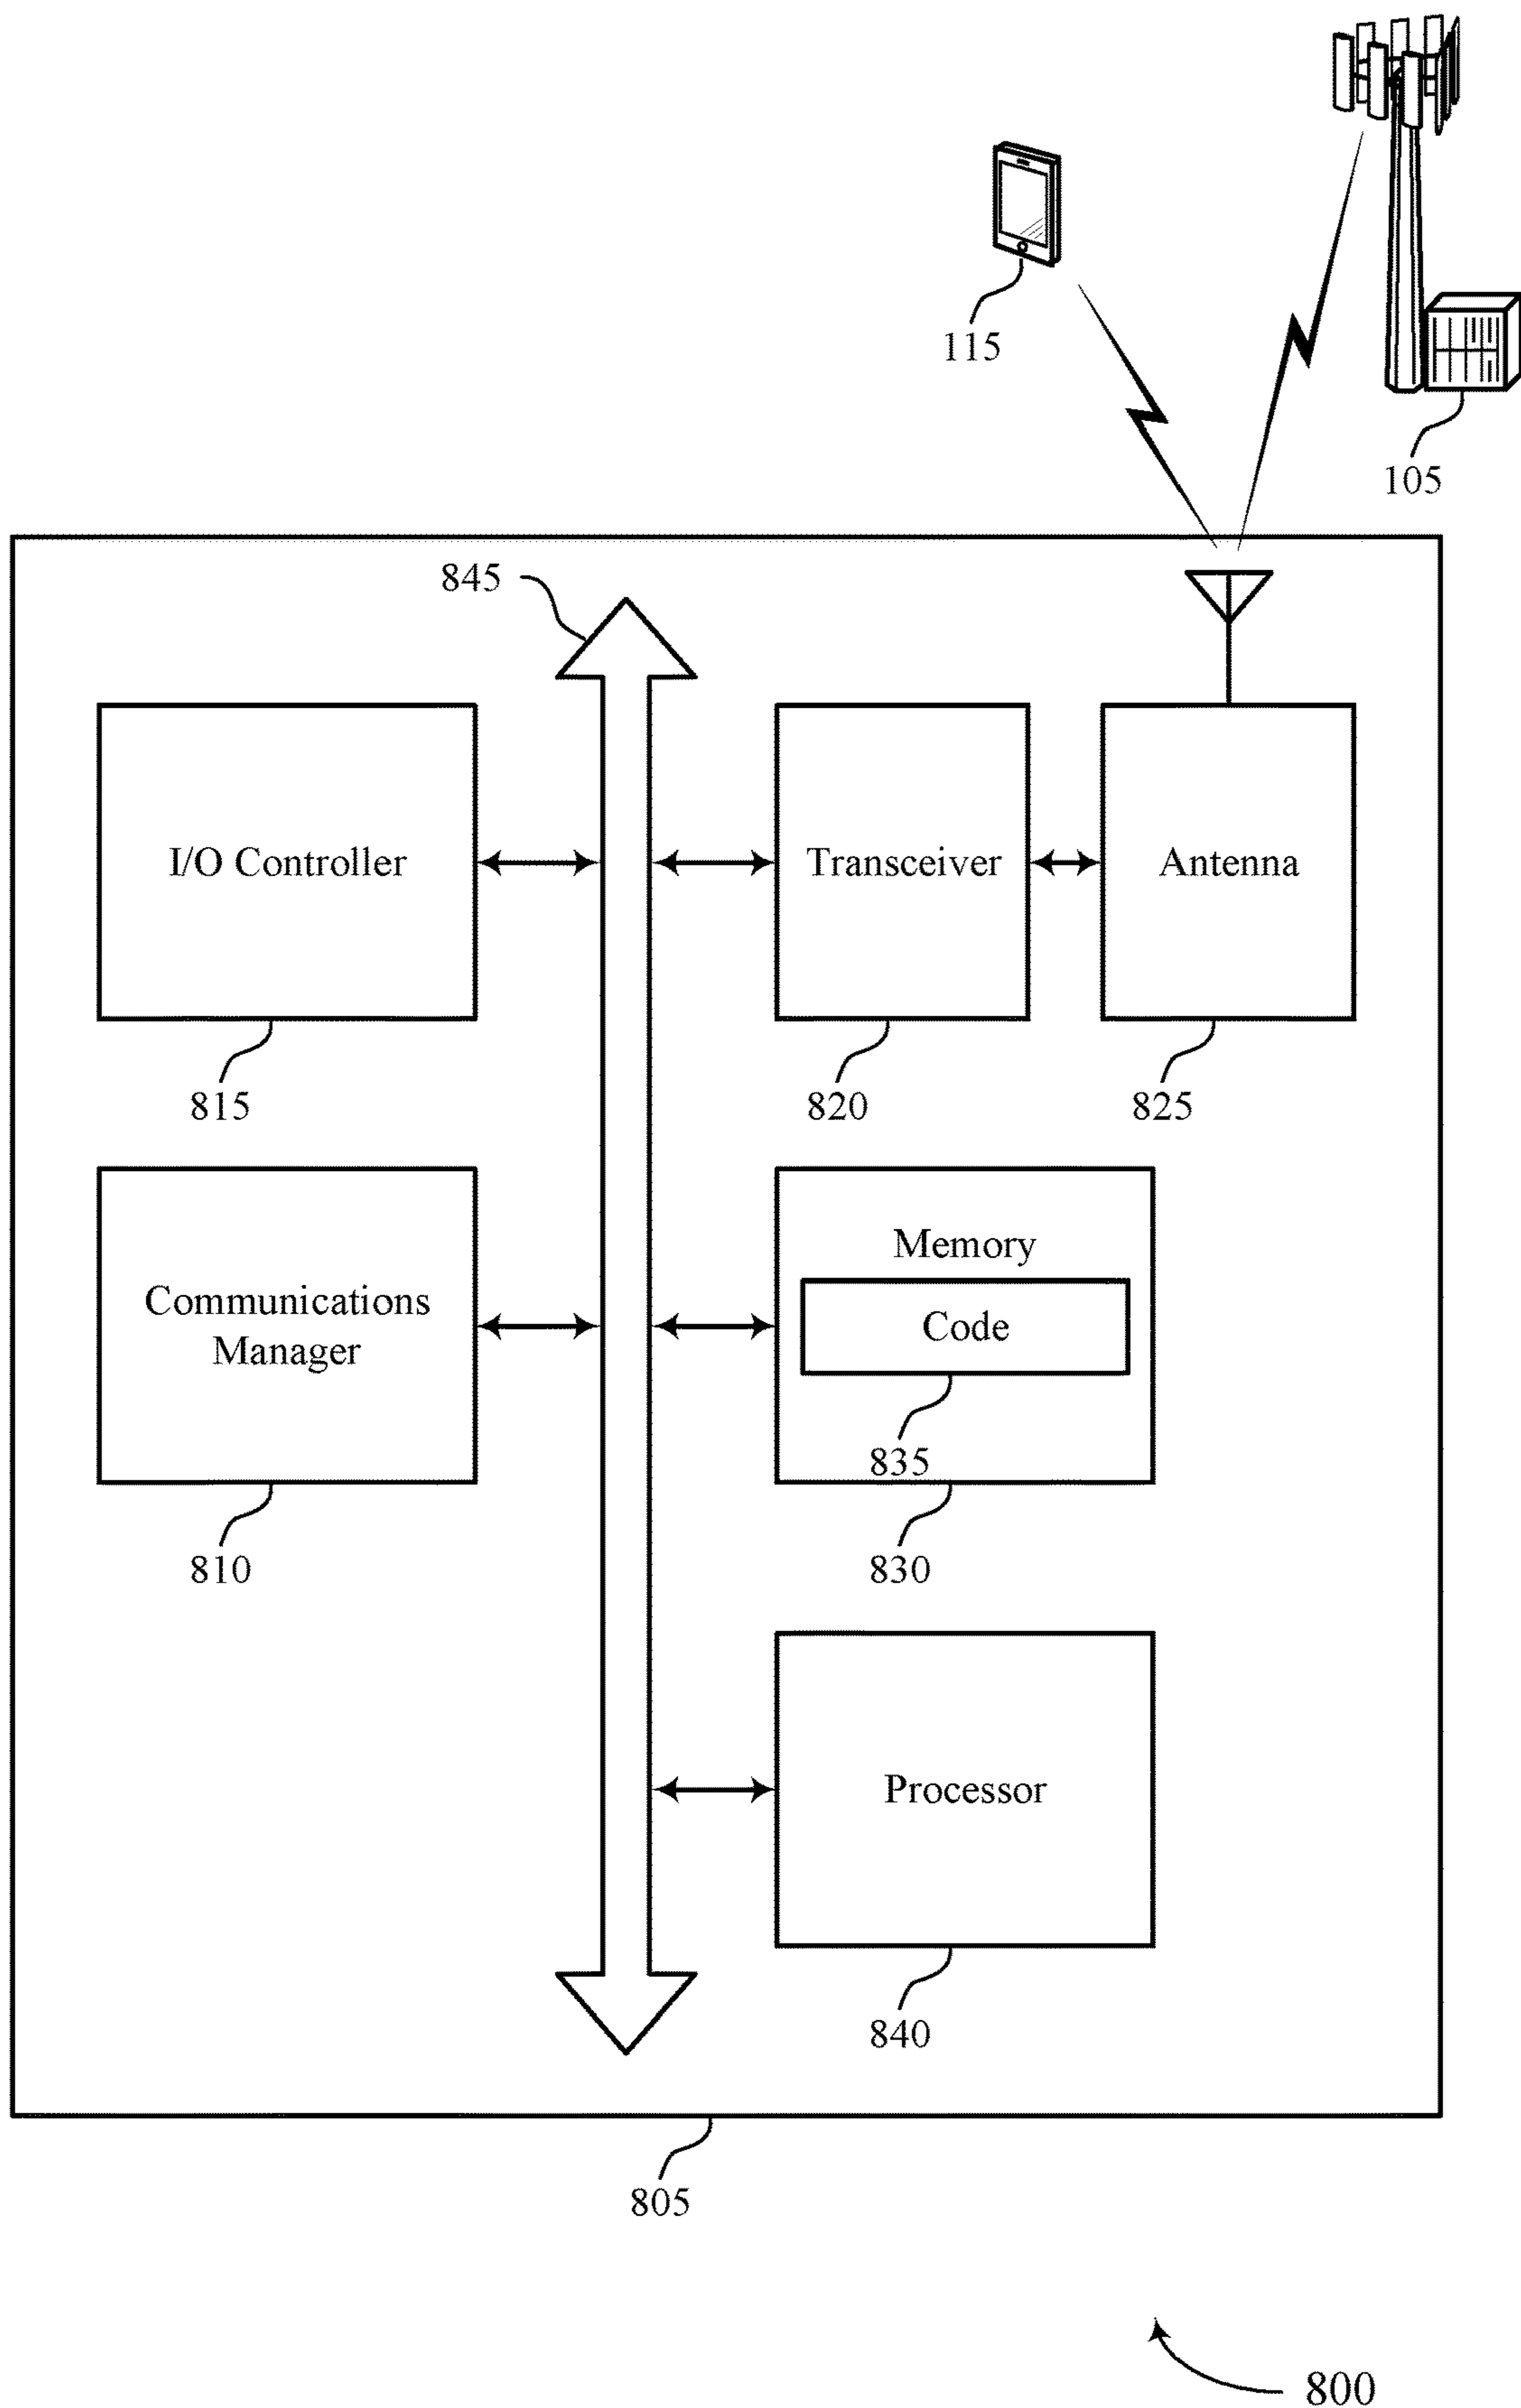 115
105
845
I/O Controller
Transceiver
Antenna
815
820
825
Communications
Manager
Memory
Code
835
810
830
Processor
840
805
800